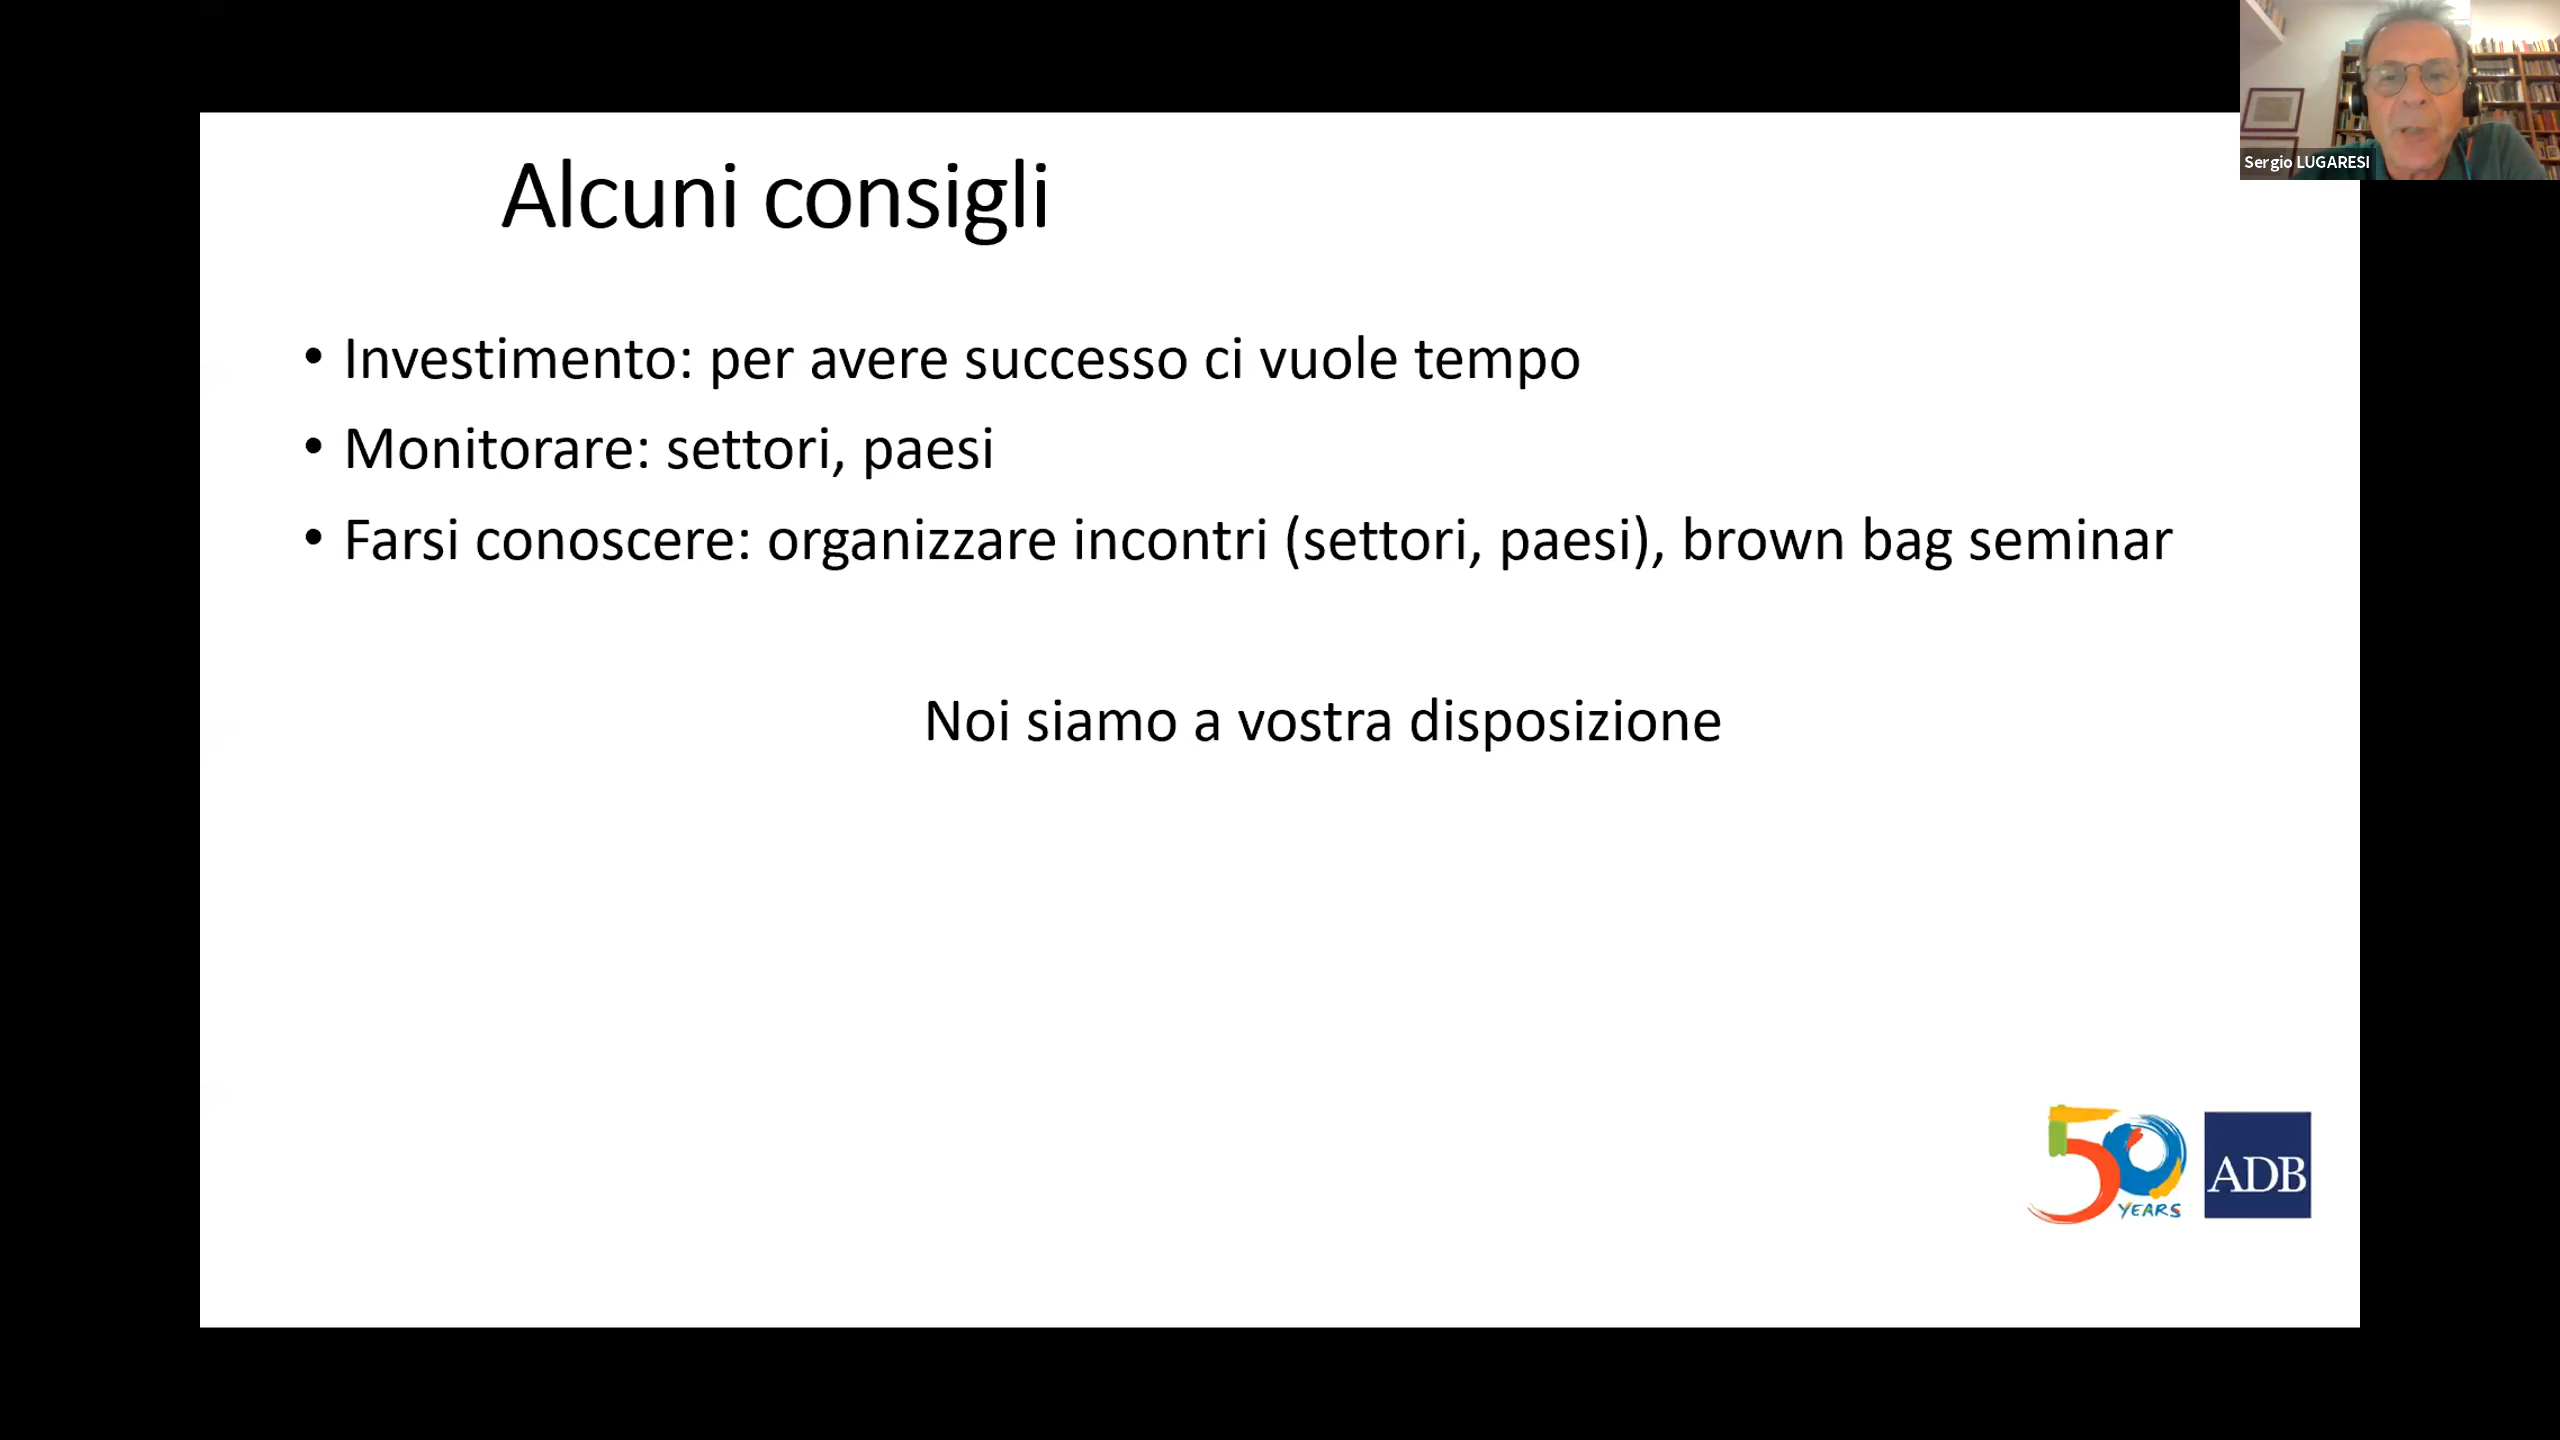 Sergio LUGARESI
Alcuni consigli
• Investimento: per avere successo ci vuole tempo
• Monitorare: settori, paesi
• Farsi conoscere: organizzare incontri (settori, paesi), brown bag seminar
Noi siamo a vostra disposizione
50
YEARS
ADB